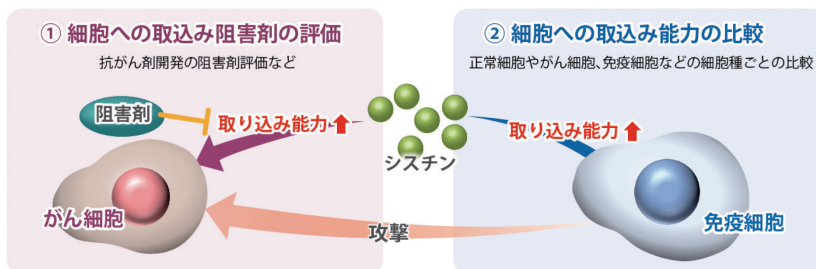 ① 細胞への取込み阻害剤の評価
抗がん剤開発の阻害剤評価など
阻害剤
取り込み能力
がん細胞
シスチン
攻撃
② 細胞への取込み能力の比較
正常細胞やがん細胞、免疫細胞などの細胞種ごとの比較
取り込み能力
免疫細胞